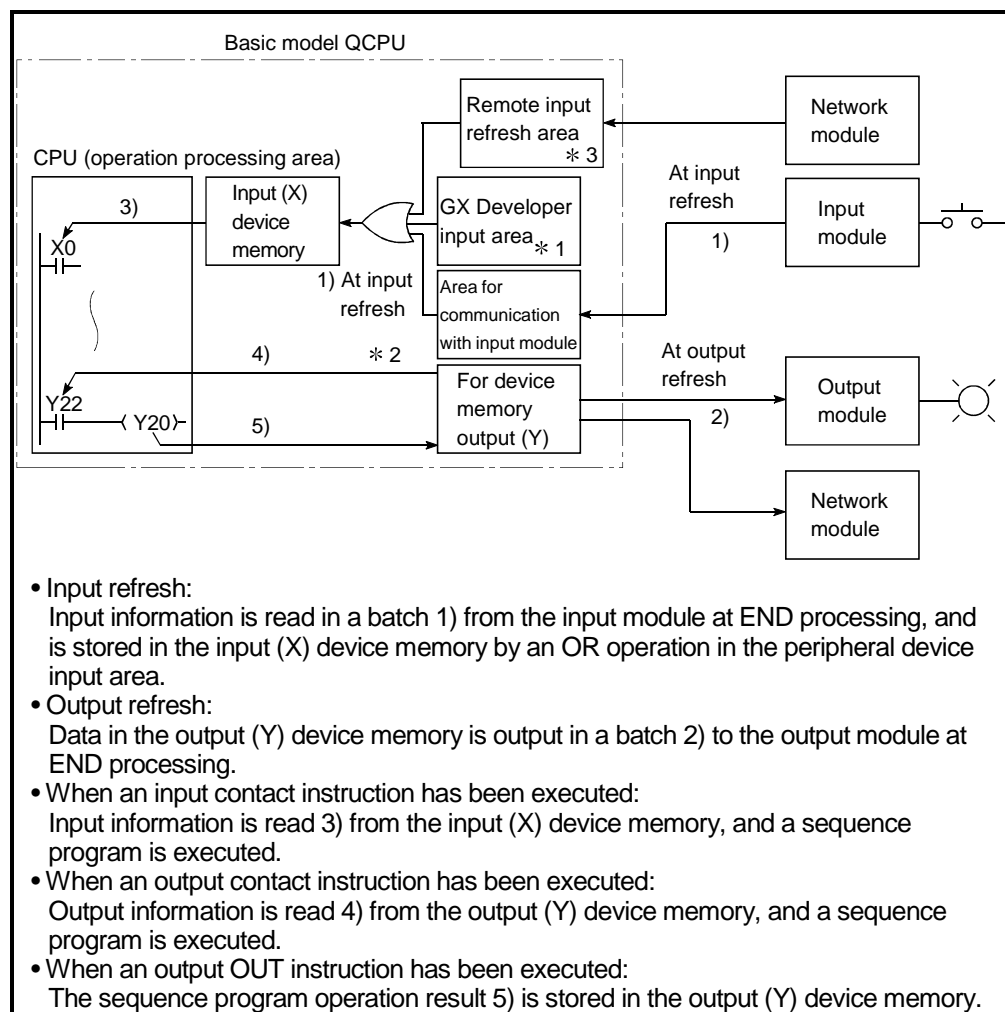 Basic model QCPU
CPU (operation processing area)
3)
X0
Input (X)
device
memory
Remote input
refresh area
＊ 3
GX Developer
input area
＊ 1
1) At input
refresh
Area for
communication
with input module
Network
module
At input
refresh
1)
Input
module
4)
＊ 2
Y22
Y20
5)
For device
memory
output (Y)
At output
refresh
2)
Output
module
Network
module
• Input refresh:
Input information is read in a batch 1) from the input module at END processing, and
is stored in the input (X) device memory by an OR operation in the peripheral device
input area.
• Output refresh:
Data in the output (Y) device memory is output in a batch 2) to the output module at
END processing.
• When an input contact instruction has been executed:
Input information is read 3) from the input (X) device memory, and a sequence
program is executed.
• When an output contact instruction has been executed:
Output information is read 4) from the output (Y) device memory, and a sequence
program is executed.
• When an output OUT instruction has been executed:
The sequence program operation result 5) is stored in the output (Y) device memory.